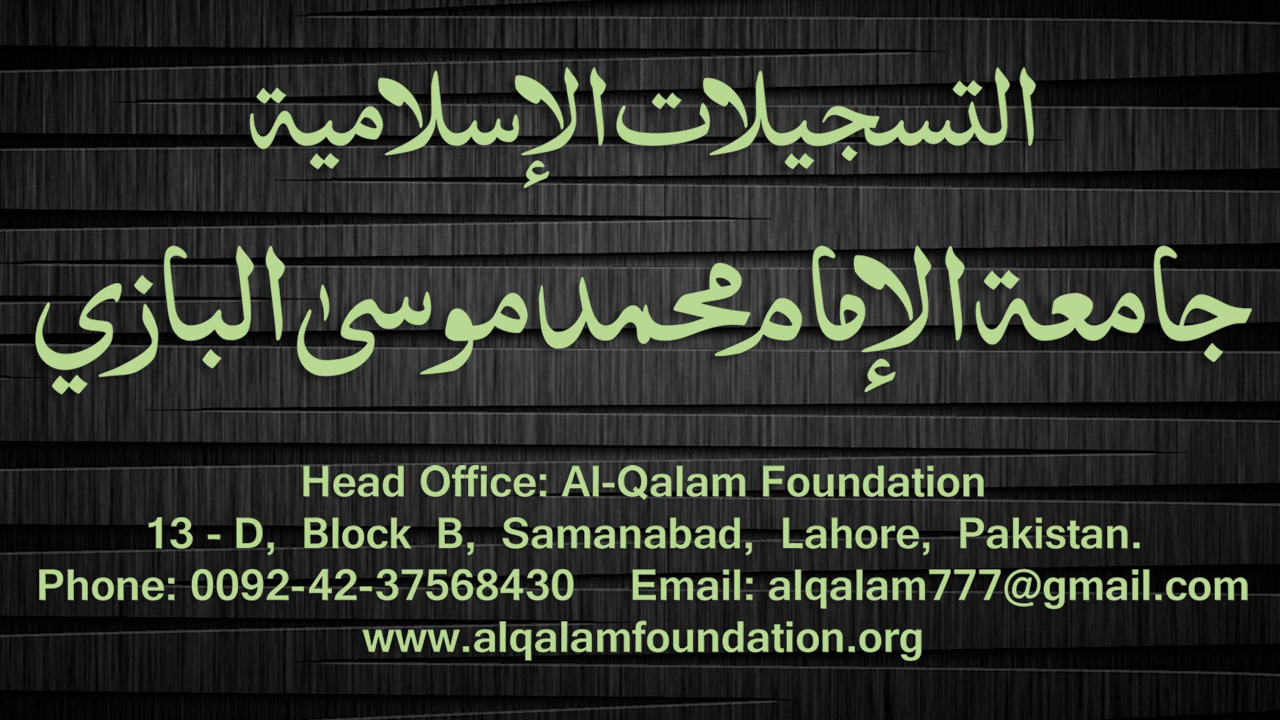 التسجيلات الإسلامية
جامعة الإمام محمد موسىٰ البازي
Head Office: Al-Qalam Foundation
13 - D, Block B, Samanabad, Lahore, Pakistan.
Phone: 0092-42-37568430 Email: alqalam777@gmail.com
www.alqalamfoundation.org